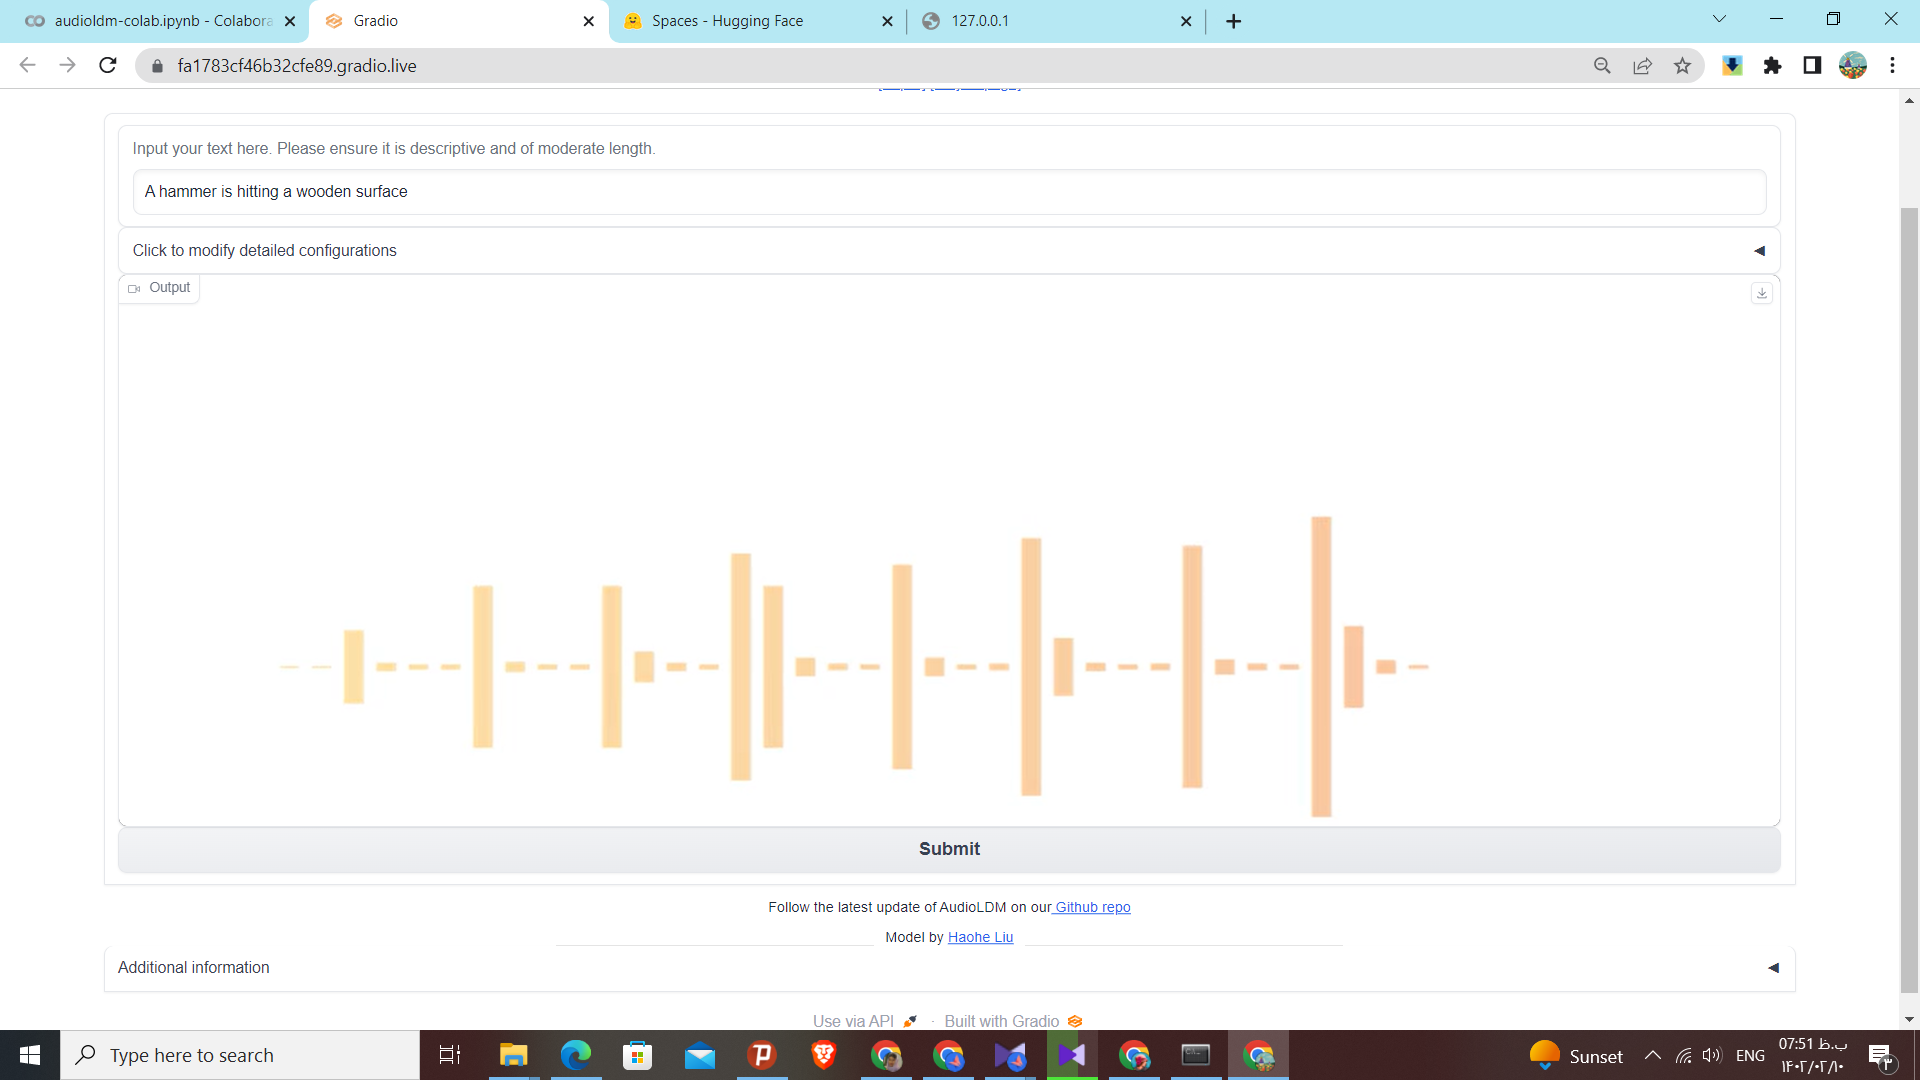 audioldm-colab.ipynb - Colabora
Gradio
Spaces - Hugging Face
127.0.0.1
fa1783cf46b32cfe89.gradio.live
Input your text here. Please ensure it is descriptive and of moderate length.
A hammer is hitting a wooden surface
Click to modify detailed configurations
Output
Submit
Follow the latest update of AudioLDM on our Github repo
Model by Haohe Liu
Additional information
Use via API · Built with Gradio
Type here to search
Sunset
ENG
07:51 ب.ظ
۱۴۰۲/۰۲/۱۰
۳